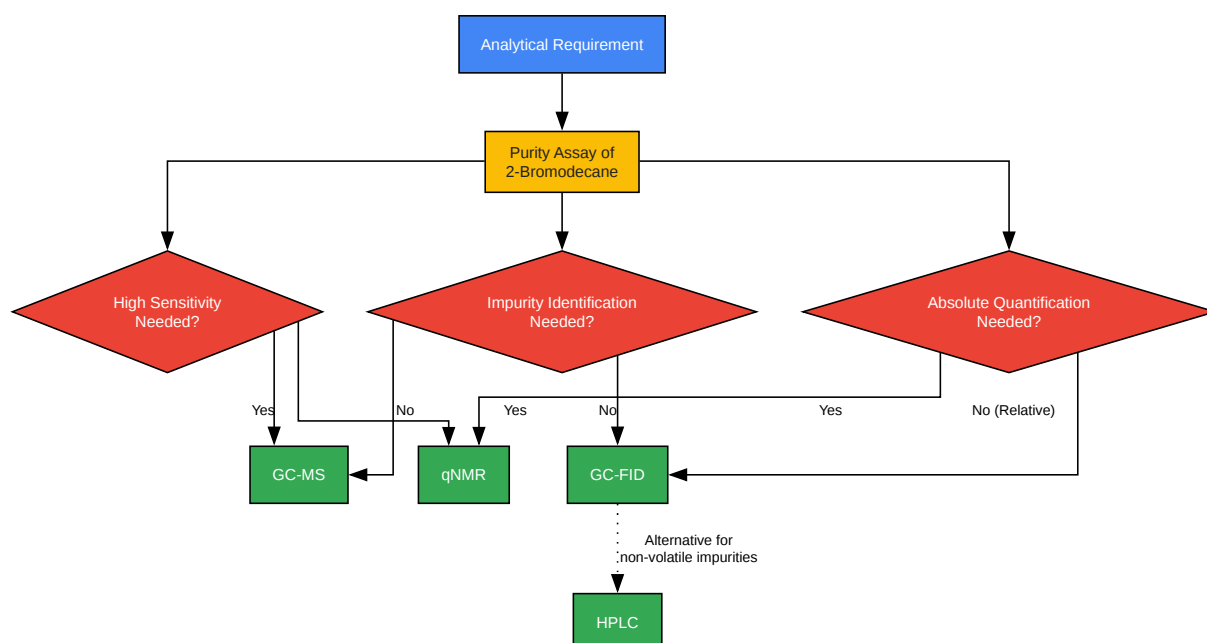 Analytical Requirement
Purity Assay of
2-Bromodecane
High Sensitivity
Needed?
Impurity Identification
Needed?
Absolute Quantification
Needed?
Yes
No
Yes
No
Yes
No (Relative)
GC-MS
qNMR
GC-FID
Alternative for
non-volatile impurities
HPLC